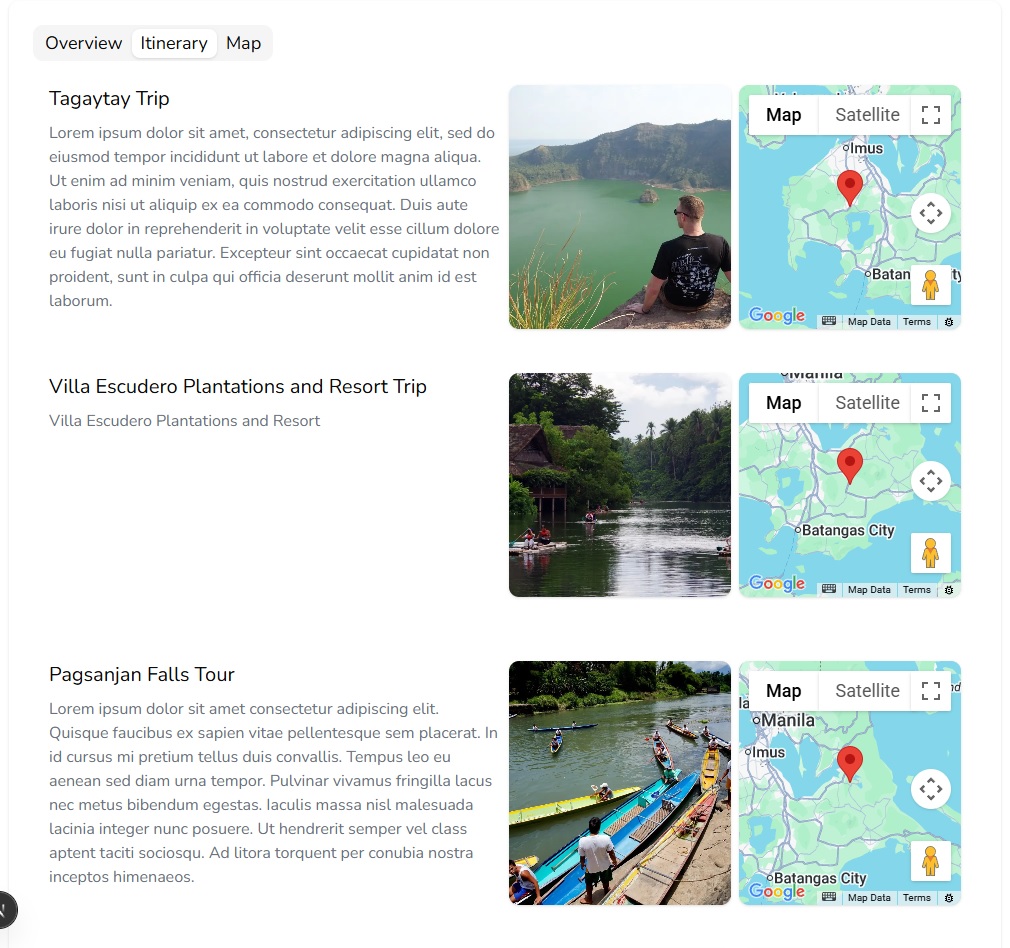 Overview Itinerary Map
Tagaytay Trip
Lorem ipsum dolor sit amet, consectetur adipiscing elit, sed do
eiusmod tempor incididunt ut labore et dolore magna aliqua.
Ut enim ad minim veniam, quis nostrud exercitation ullamco
laboris nisi ut aliquip ex ea commodo consequat. Duis aute
irure dolor in reprehenderit in voluptate velit esse cillum dolore
eu fugiat nulla pariatur. Excepteur sint occaecat cupidatat non
proident, sunt in culpa qui officia deserunt mollit anim id est
laborum.
Map Satellite
Imus
Batan
Google
Map Data Terms
Villa Escudero Plantations and Resort Trip
Villa Escudero Plantations and Resort
Manila
Map Satellite
Batangas City
Google
Map Data Terms
Pagsanjan Falls Tour
Lorem ipsum dolor sit amet consectetur adipiscing elit.
Quisque faucibus ex sapien vitae pellentesque sem placerat. In
id cursus mi pretium tellus duis convallis. Tempus leo eu
aenean sed diam urna tempor. Pulvinar vivamus fringilla lacus
nec metus bibendum egestas. Iaculis massa nisl malesuada
lacinia integer nunc posuere. Ut hendrerit semper vel class
aptent taciti sociosqu. Ad litora torquent per conubia nostra
inceptos himenaeos.
Map Satellite
Manila
Imus
Batangas City
Google
Map Data Terms